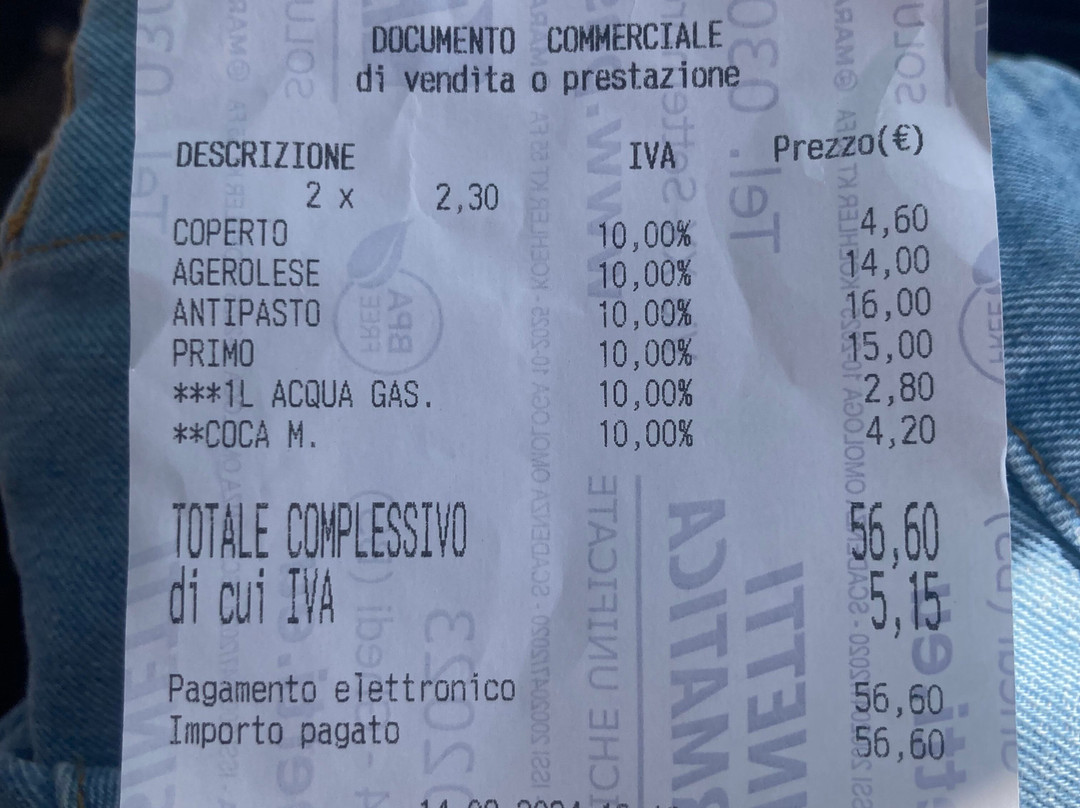 DOCUMENTO COMMERCIALE
di vendita o prestazione
DESCRIZIONE IVA Prezzo(€)
2 x 2,30
COPERTO 10,00% 4,60
AGEROLESE 10,00% 14,00
ANTIPASTO 10,00% 16,00
PRIMO 10,00% 15,00
***1L ACQUA GAS. 10,00% 2,80
**COCA M. 10,00% 4,20
TOTALE COMPLESSIVO 56,60
di cui IVA 5,15
Pagamento elettronico 56,60
Importo pagato 56,60